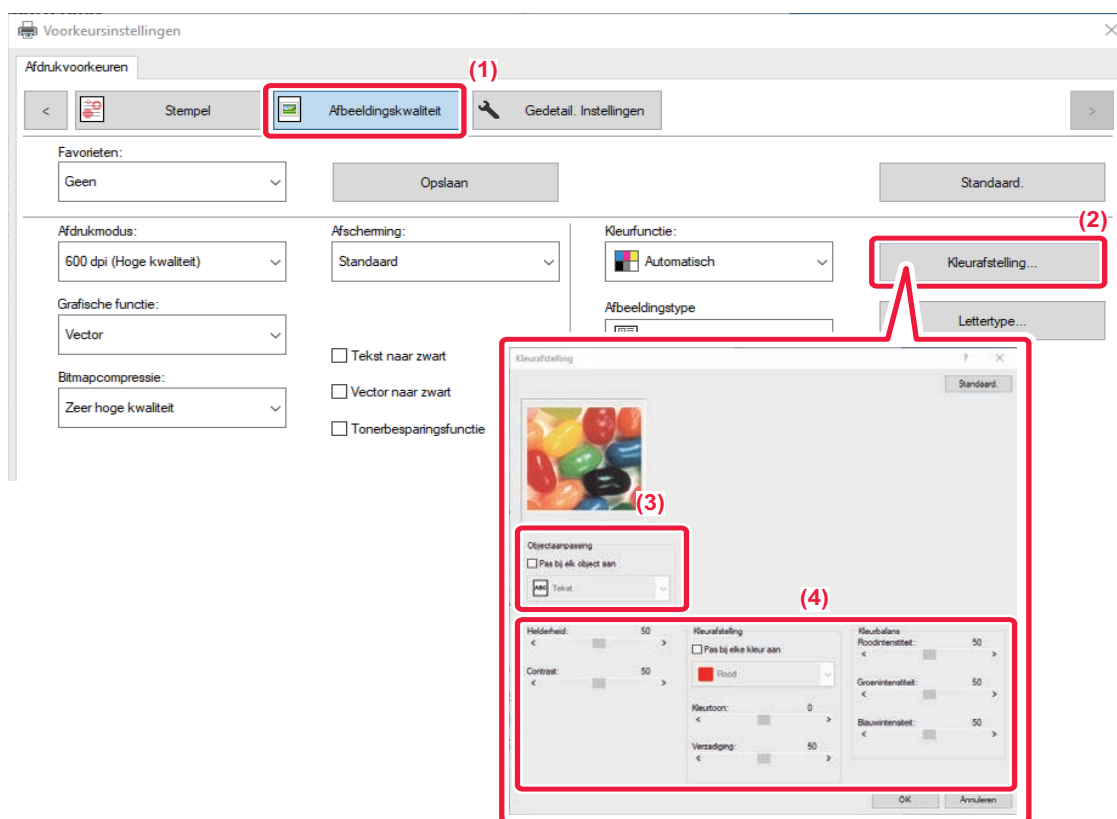 Voorkeursinstellingen
Afdrukvoorkeuren
(1)
< Stempel Afbeeldingskwaliteit Gedetail. Instellingen >
Favorieten:
Geen Opslaan Standaard.
(2)
Afdrukmodus: Afscherming: Kleurfunctie:
600 dpi (Hoge kwaliteit) Standaard Automatisch Kleurafstelling...
Grafische functie: Afbeeldingstype
Vector Lettertype...
Tekst naar zwart
Bitmapcompressie:
Vector naar zwart
Zeer hoge kwaliteit
Tonerbesparingsfunctie
Kleurafstelling ?
Standaard.
(3)
Objectaanpassing
Pas bij elk object aan
ABC Tekst
(4)
Helderheid: 50
< >
Contrast: 50
< >
Kleurafstelling
Pas bij elke kleur aan
Rood
Kleurtoon: 0
< >
Verzadiging: 50
< >
Kleurbalans
Roodintenstiteit: 50
< >
Groenintenstiteit: 50
< >
Blauwintensiteit: 50
< >
OK Annuleren